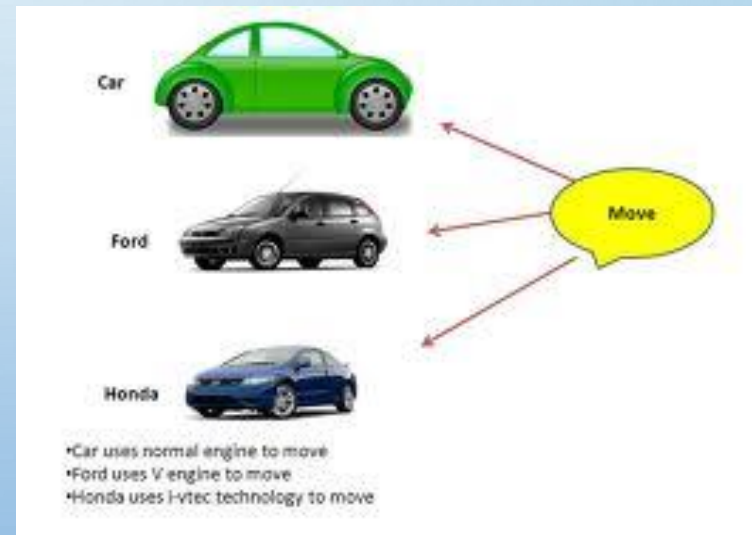 Car
Move
Ford
Honda
•Car uses normal engine to move
•Ford uses V engine to move
•Honda uses i-vtec technology to move